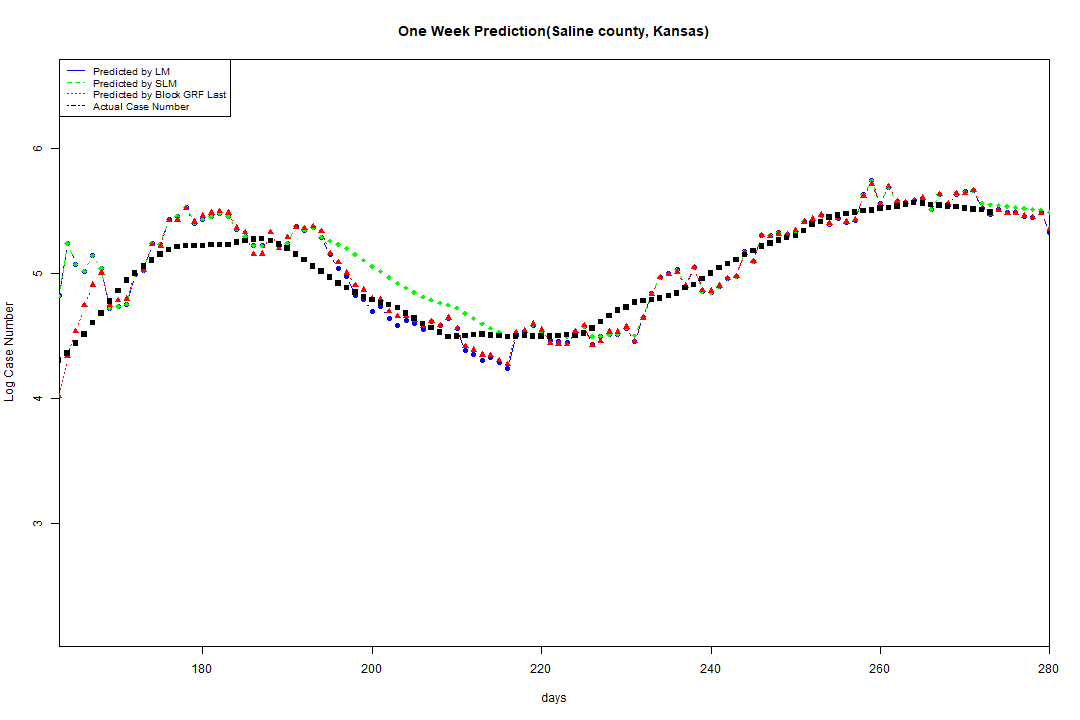 One Week Prediction(Saline county, Kansas)
Predicted by LM
Predicted by SLM
Predicted by Block GRF Last
Actual Case Number
6
5
4
3
Log Case Number
180 200 220 240 260 280
days